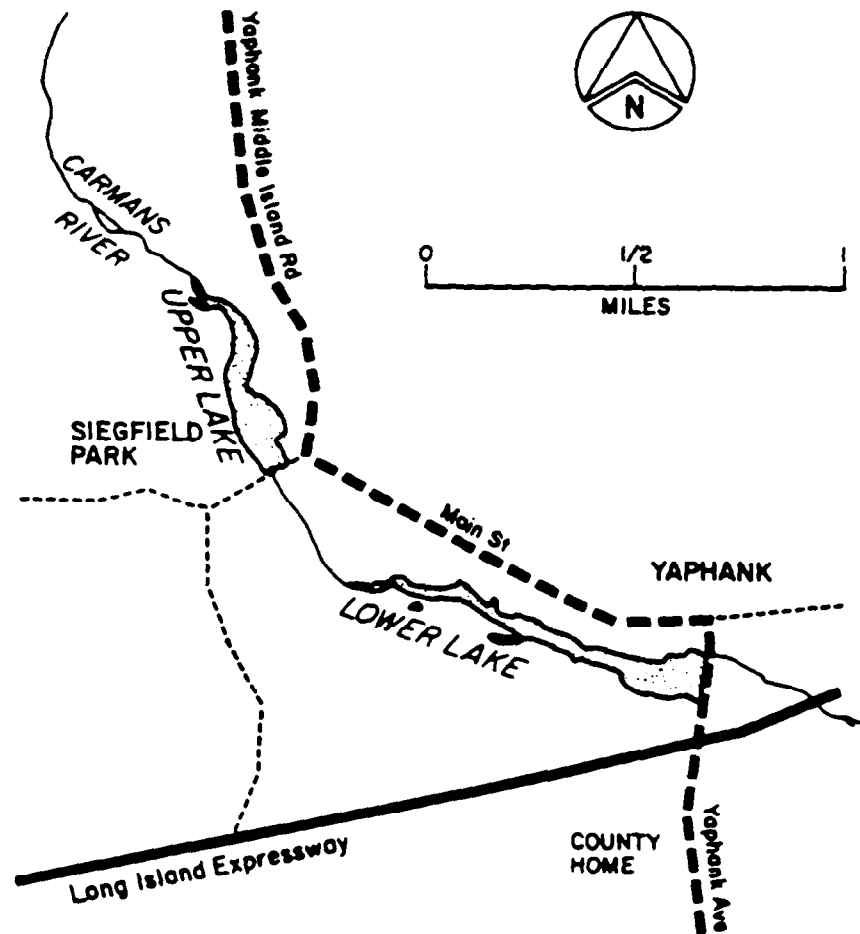 Yaphank Middle Island Rd
N
CARMANS
RIVER
0 1/2 1
MILES
UPPER LAKE
SIEGFIELD
PARK
Main St
YAPHANK
LOWER LAKE
COUNTY
HOME
Long Island Expressway
Yaphank Ave